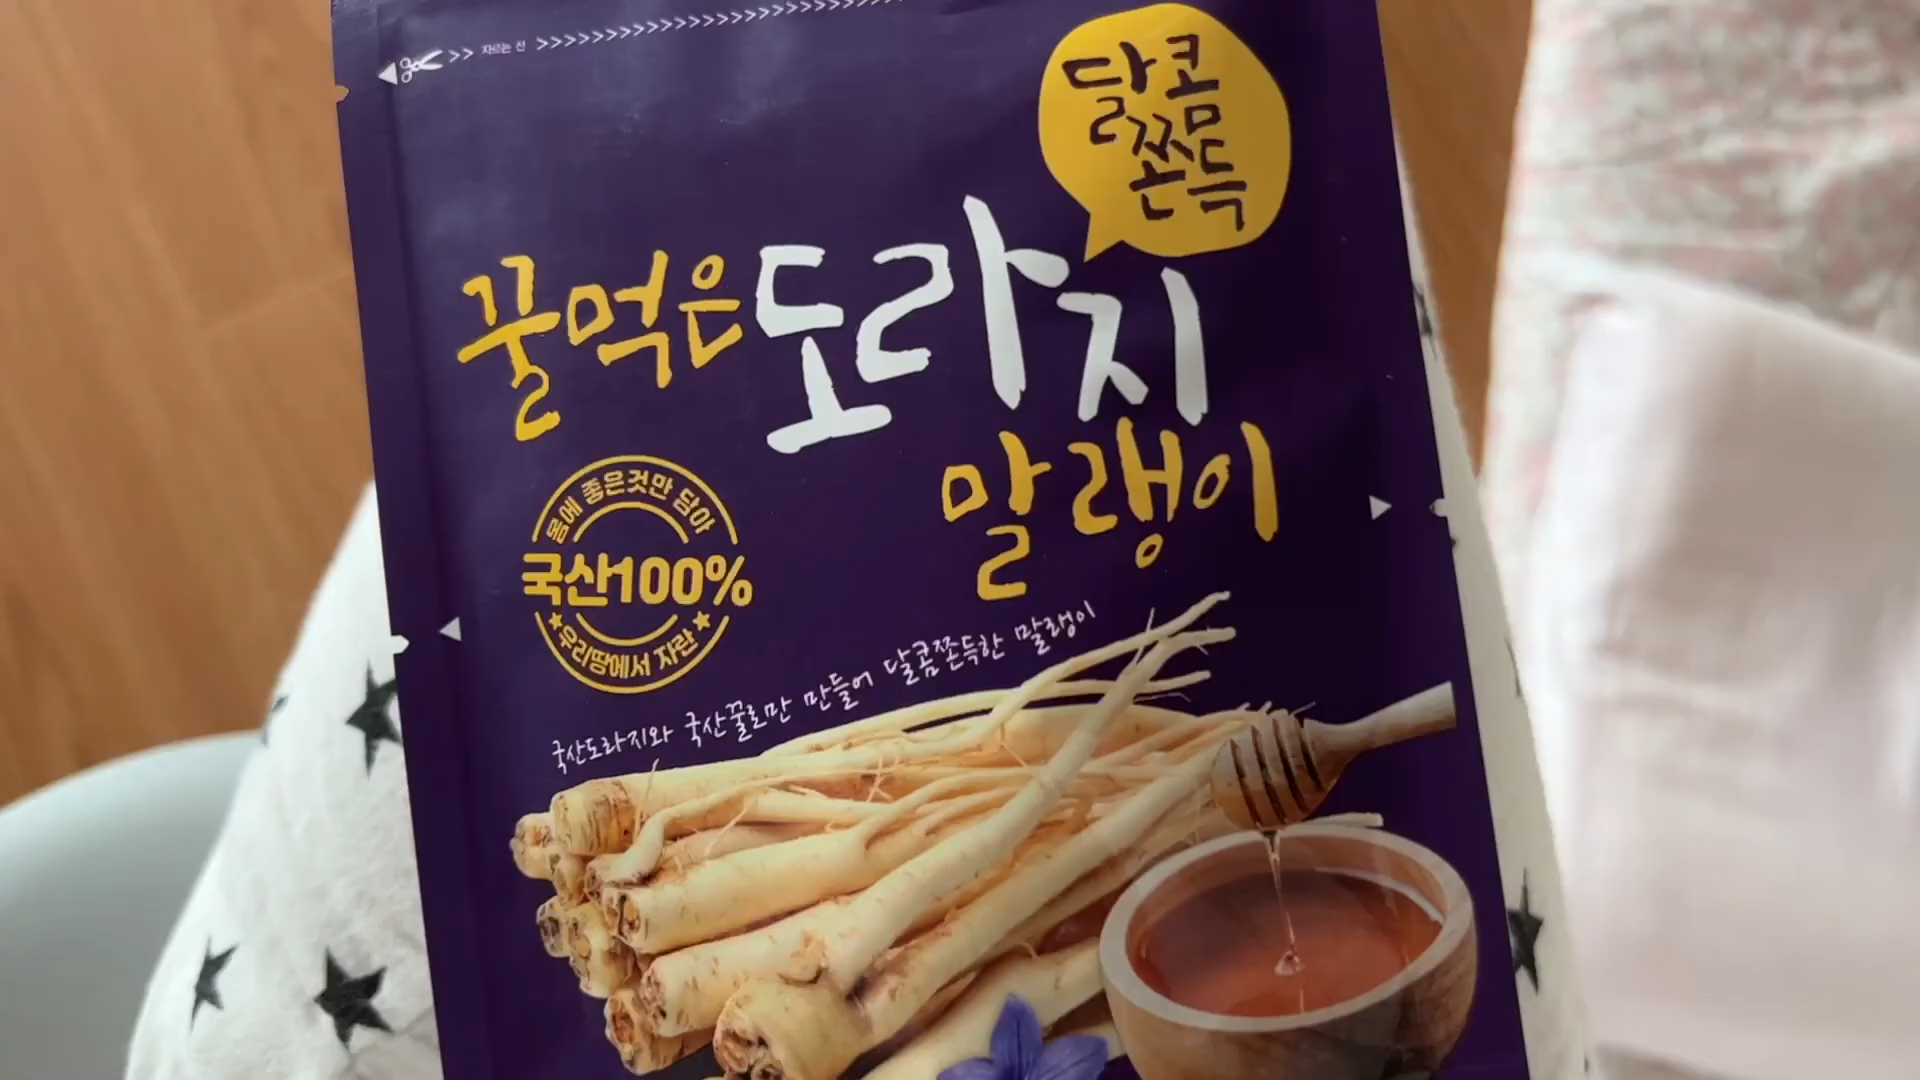 자르는 선
달콤
쫀득
꿀먹은도라지
말랭이
몸에 좋은것만 담아
국산100%
우리땅에서 자란
국산도라지와 국산꿀로만 만들어 달콤쫀득한 말랭이